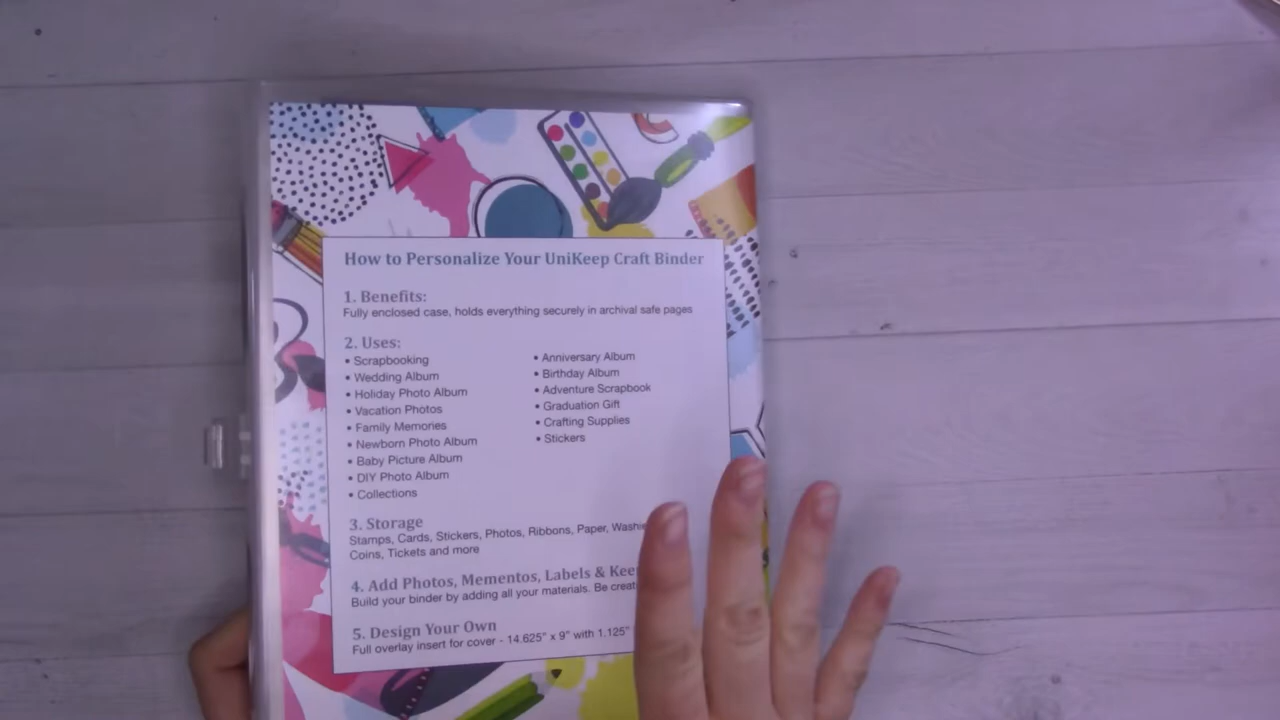 How to Personalize Your UniKeep Craft Binder
1. Benefits:
Fully enclosed case, holds everything securely in archival safe pages
2. Uses:
• Scrapbooking
• Wedding Album
• Holiday Photo Album
• Vacation Photos
• Family Memories
• Newborn Photo Album
• Baby Picture Album
• DIY Photo Album
• Collections
• Anniversary Album
• Birthday Album
• Adventure Scrapbook
• Graduation Gift
• Crafting Supplies
• Stickers
3. Storage
Stamps, Cards, Stickers, Photos, Ribbons, Paper,
Coins, Tickets and more
4. Add Photos, Mementos, Labels &
Build your binder by adding all your materials. Be
5. Design Your Own
Full overlay insert for cover - 14.625" x 9" with 1.125"